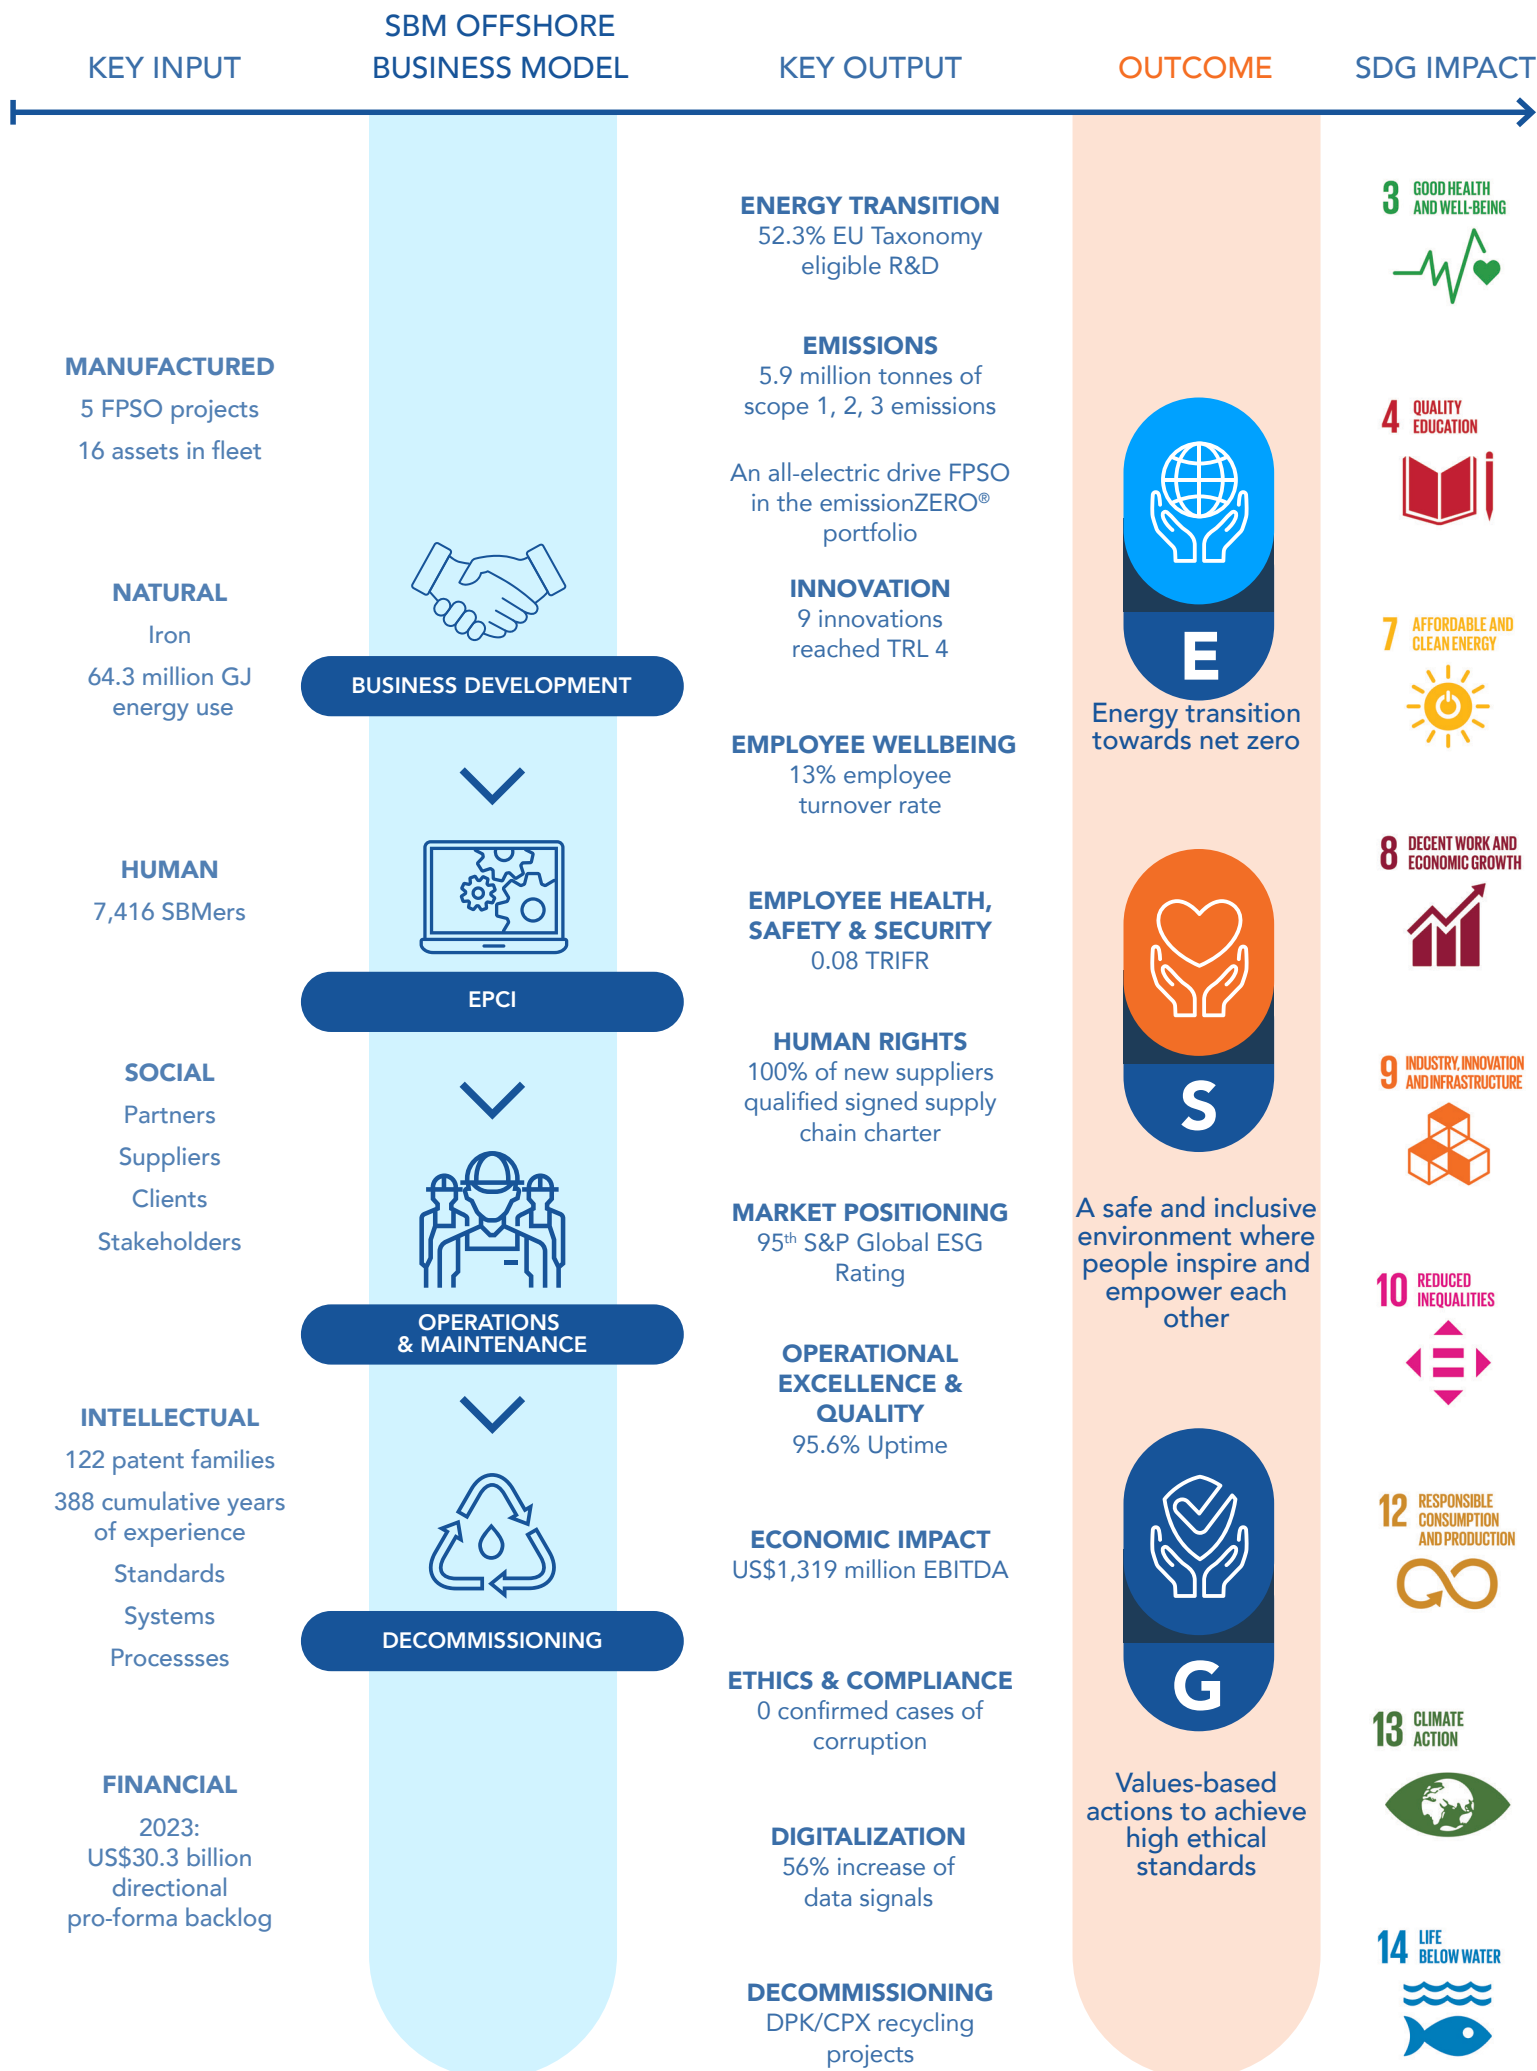 KEY INPUT
SBM OFFSHORE
BUSINESS MODEL
KEY OUTPUT
OUTCOME
SDG IMPACT
MANUFACTURED
5 FPSO projects
16 assets in fleet
NATURAL
Iron
64.3 million GJ
energy use
HUMAN
7,416 SBMers
SOCIAL
Partners
Suppliers
Clients
Stakeholders
INTELLECTUAL
122 patent families
388 cumulative years
of experience
Standards
Systems
Processses
FINANCIAL
2023:
US$30.3 billion
directional
pro-forma backlog
BUSINESS DEVELOPMENT
EPCI
OPERATIONS
& MAINTENANCE
DECOMMISSIONING
ENERGY TRANSITION
52.3% EU Taxonomy
eligible R&D
EMISSIONS
5.9 million tonnes of
scope 1, 2, 3 emissions
An all-electric drive FPSO
in the emissionZERO®
portfolio
INNOVATION
9 innovations
reached TRL 4
EMPLOYEE WELLBEING
13% employee
turnover rate
EMPLOYEE HEALTH,
SAFETY & SECURITY
0.08 TRIFR
HUMAN RIGHTS
100% of new suppliers
qualified signed supply
chain charter
MARKET POSITIONING
95th S&P Global ESG
Rating
OPERATIONAL
EXCELLENCE &
QUALITY
95.6% Uptime
ECONOMIC IMPACT
US$1,319 million EBITDA
ETHICS & COMPLIANCE
0 confirmed cases of
corruption
DIGITALIZATION
56% increase of
data signals
DECOMMISSIONING
DPK/CPX recycling
projects
E
Energy transition
towards net zero
S
A safe and inclusive
environment where
people inspire and
empower each
other
G
Values-based
actions to achieve
high ethical
standards
3 GOOD HEALTH
AND WELL-BEING
4 QUALITY
EDUCATION
7 AFFORDABLE AND
CLEAN ENERGY
8 DECENT WORK AND
ECONOMIC GROWTH
9 INDUSTRY, INNOVATION
AND INFRASTRUCTURE
10 REDUCED
INEQUALITIES
12 RESPONSIBLE
CONSUMPTION
AND PRODUCTION
13 CLIMATE
ACTION
14 LIFE
BELOW WATER